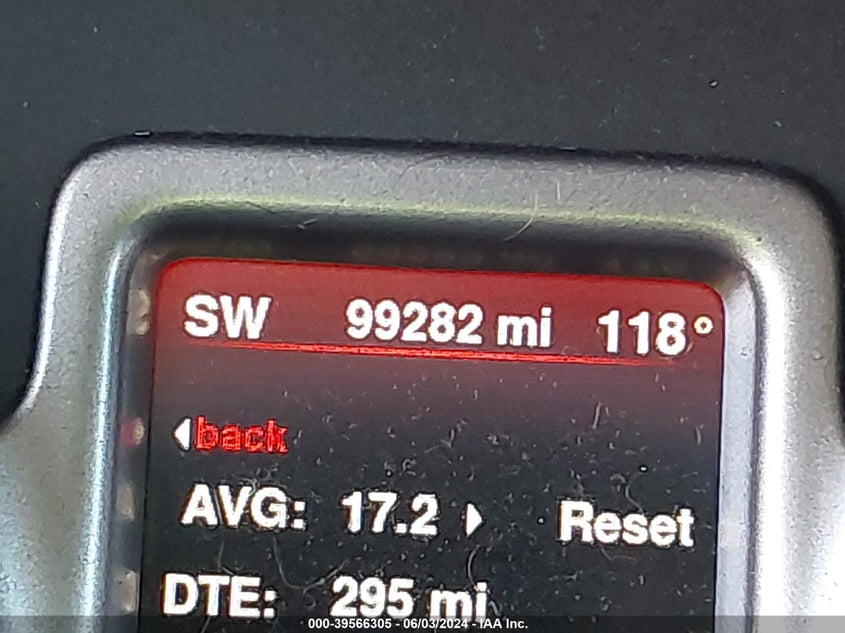 SW 99282 mi 118°
back
AVG: 17.2 Reset
DTE: 295 mi
000-39566305 - 06/03/2024 - IAA Inc.